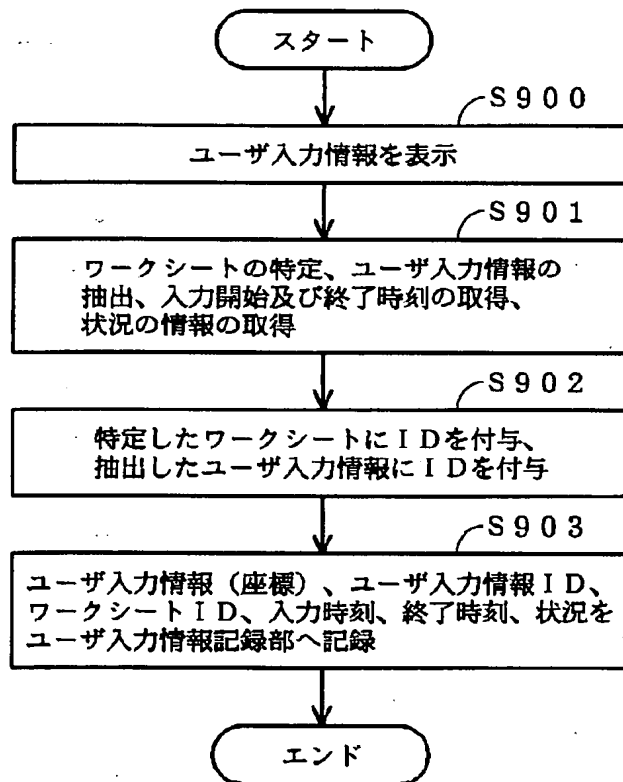 スタート
S900
ユーザ入力情報を表示
S901
ワークシートの特定、ユーザ入力情報の
抽出、入力開始及び終了時刻の取得、
状況の情報の取得
S902
特定したワークシートにIDを付与、
抽出したユーザ入力情報にIDを付与
S903
ユーザ入力情報（座標）、ユーザ入力情報ID、
ワークシートID、入力時刻、終了時刻、状況を
ユーザ入力情報記録部へ記録
エンド